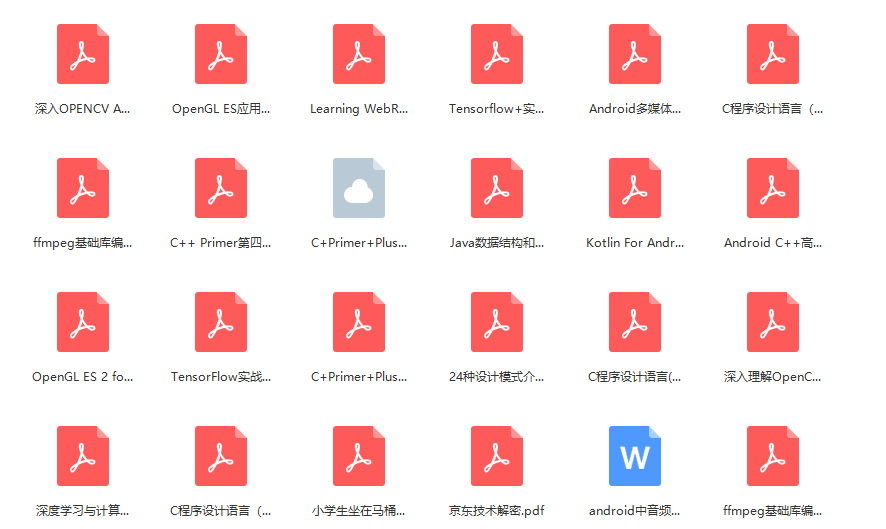 深入OPENCV A...
OpenGL ES应用...
Learning WebR...
Tensorflow+实...
Android多媒体...
C程序设计语言（...
ffmpeg基础库编...
C++ Primer第四...
C+Primer+Plus...
Java数据结构和...
Kotlin For Andr...
Android C++高...
OpenGL ES 2 fo...
TensorFlow实战...
C+Primer+Plus...
24种设计模式介...
C程序设计语言(...
深入理解OpenC...
深度学习与计算...
C程序设计语言（...
小学生坐在马桶...
京东技术解密.pdf
W
android中音频...
ffmpeg基础库编...